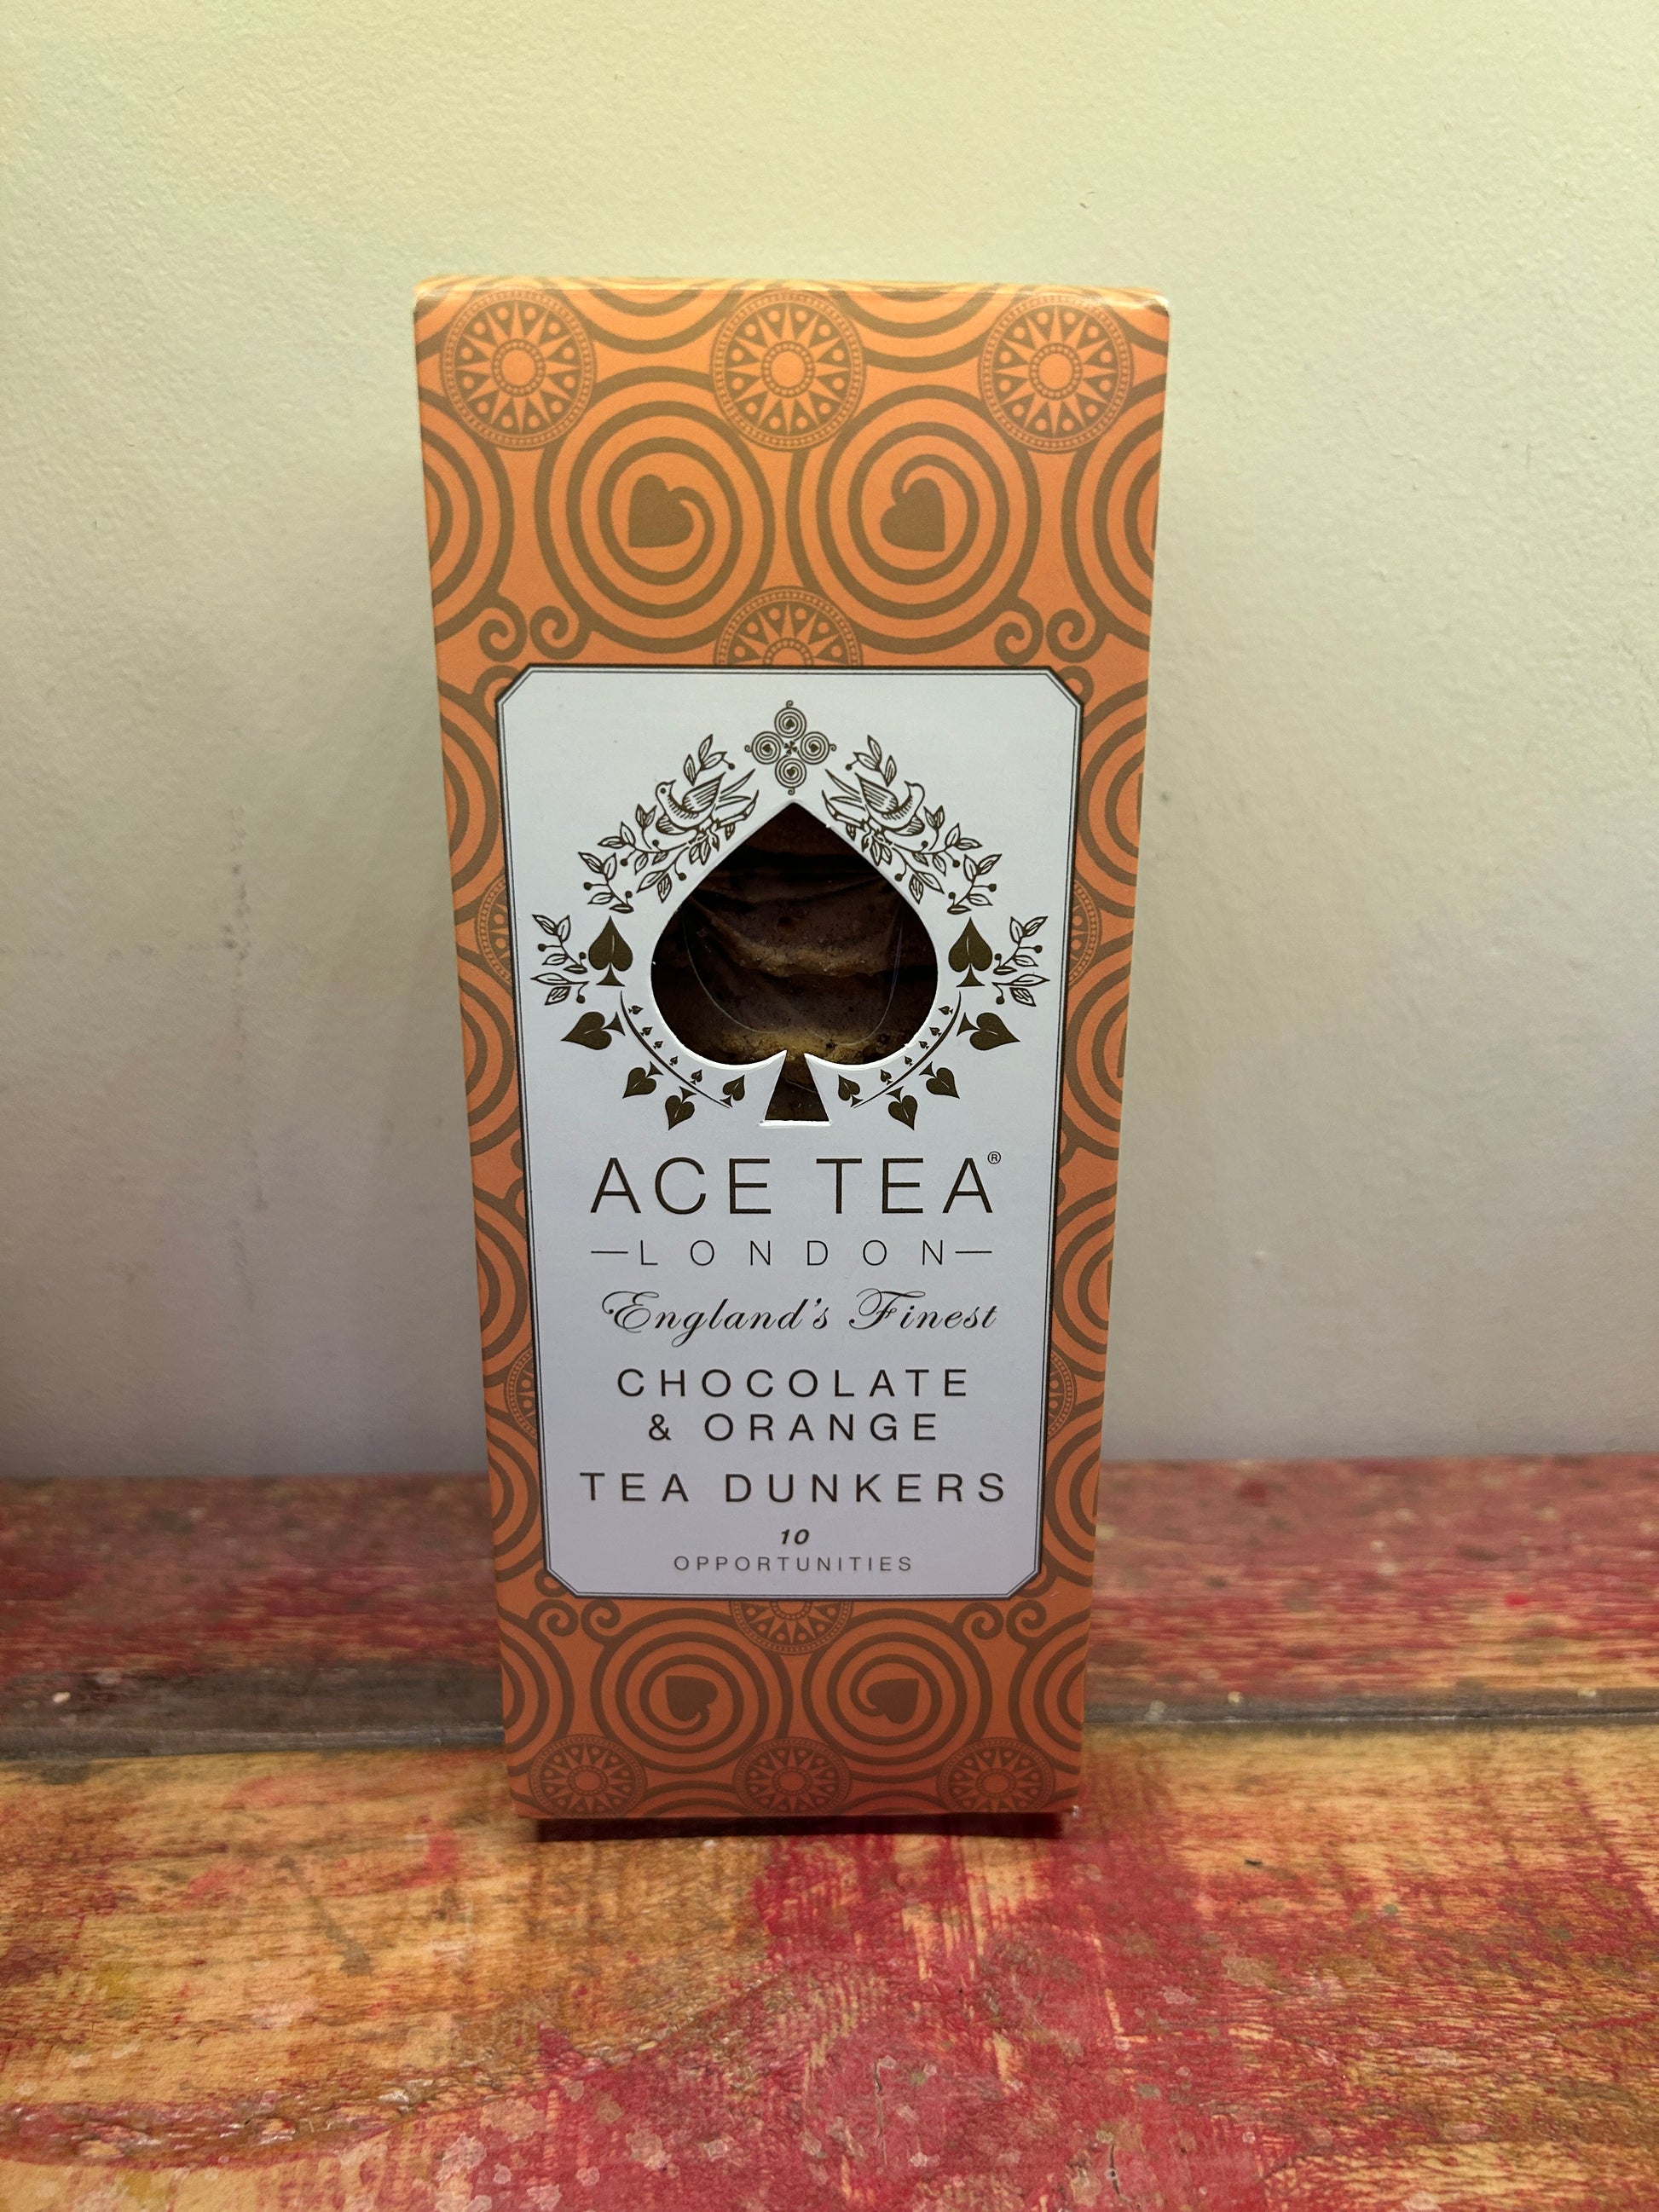 ACE TEA®
LONDON
England's Finest
CHOCOLATE
& ORANGE
TEA DUNKERS
10
OPPORTUNITIES